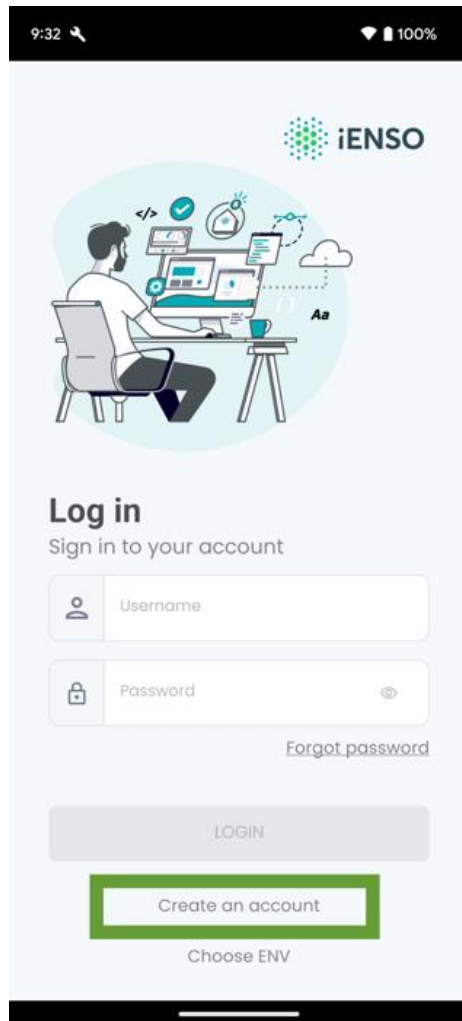 9:32
100%
iENSO
</>
Aa
Log in
Sign in to your account
Username
Password
Forgot password
LOGIN
Create an account
Choose ENV